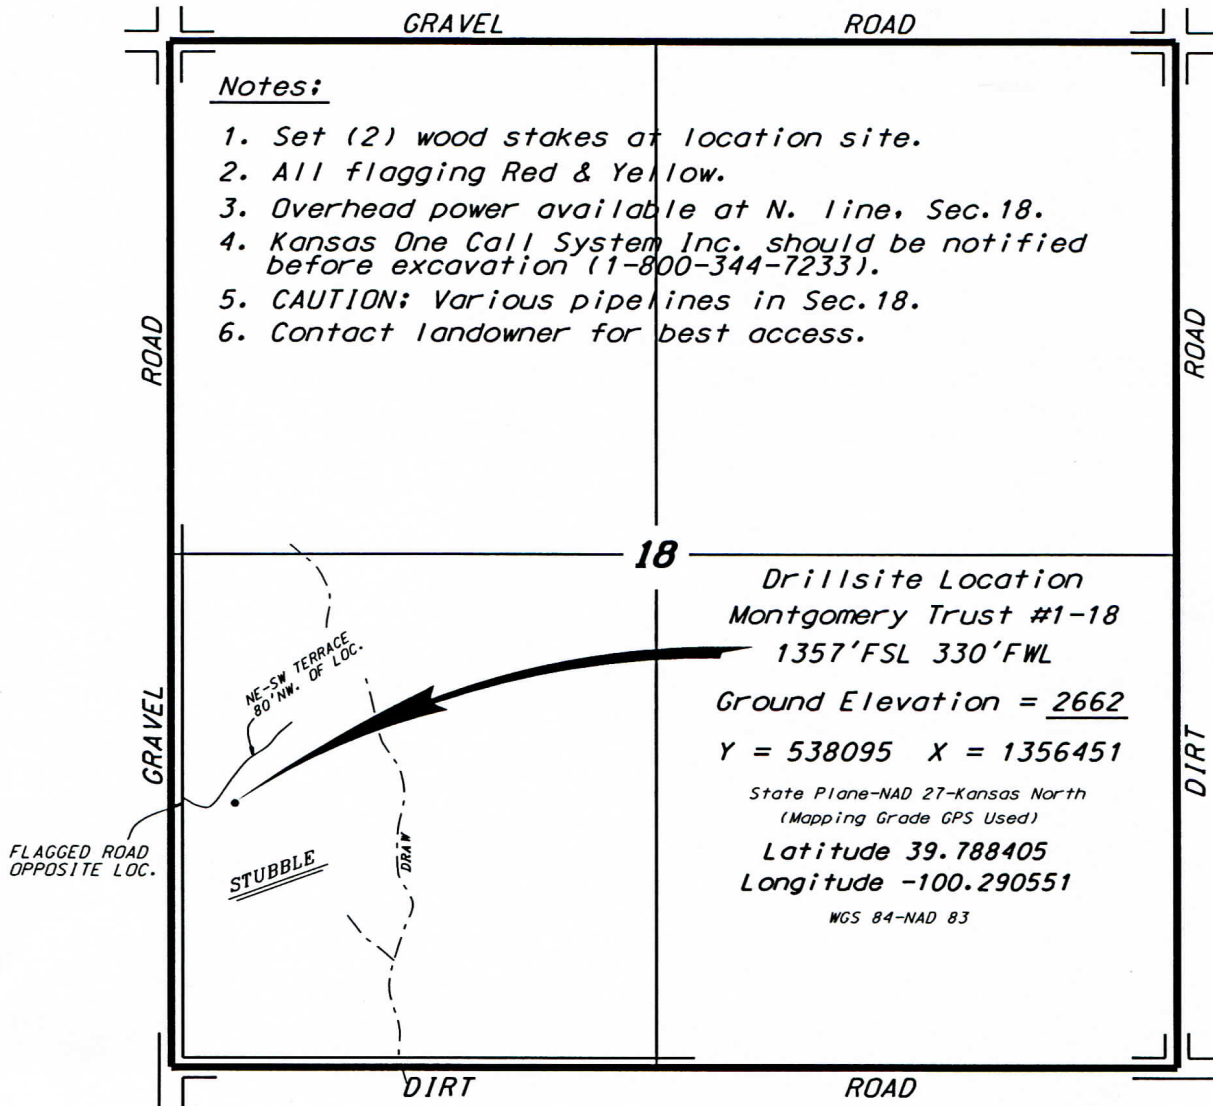 GRAVEL ROAD
Notes:
1. Set (2) wood stakes at location site.
2. All flagging Red & Yellow.
3. Overhead power available at N. line, Sec.18.
4. Kansas One Call System Inc. should be notified
before excavation (1-800-344-7233).
5. CAUTION: Various pipelines in Sec.18.
6. Contact landowner for best access.
ROAD
ROAD
18
Drillsite Location
Montgomery Trust #1-18
1357'FSL 330'FWL
Ground Elevation = 2662
Y = 538095 X = 1356451
State Plane-NAD 27-Kansas North
(Mapping Grade GPS Used)
Latitude 39.788405
Longitude -100.290551
WGS 84-NAD 83
NE-SW TERRACE
80'NW. OF LOC.
GRAVEL
DIRT
FLAGGED ROAD
OPPOSITE LOC.
STUBBLE
DRAW
DIRT ROAD